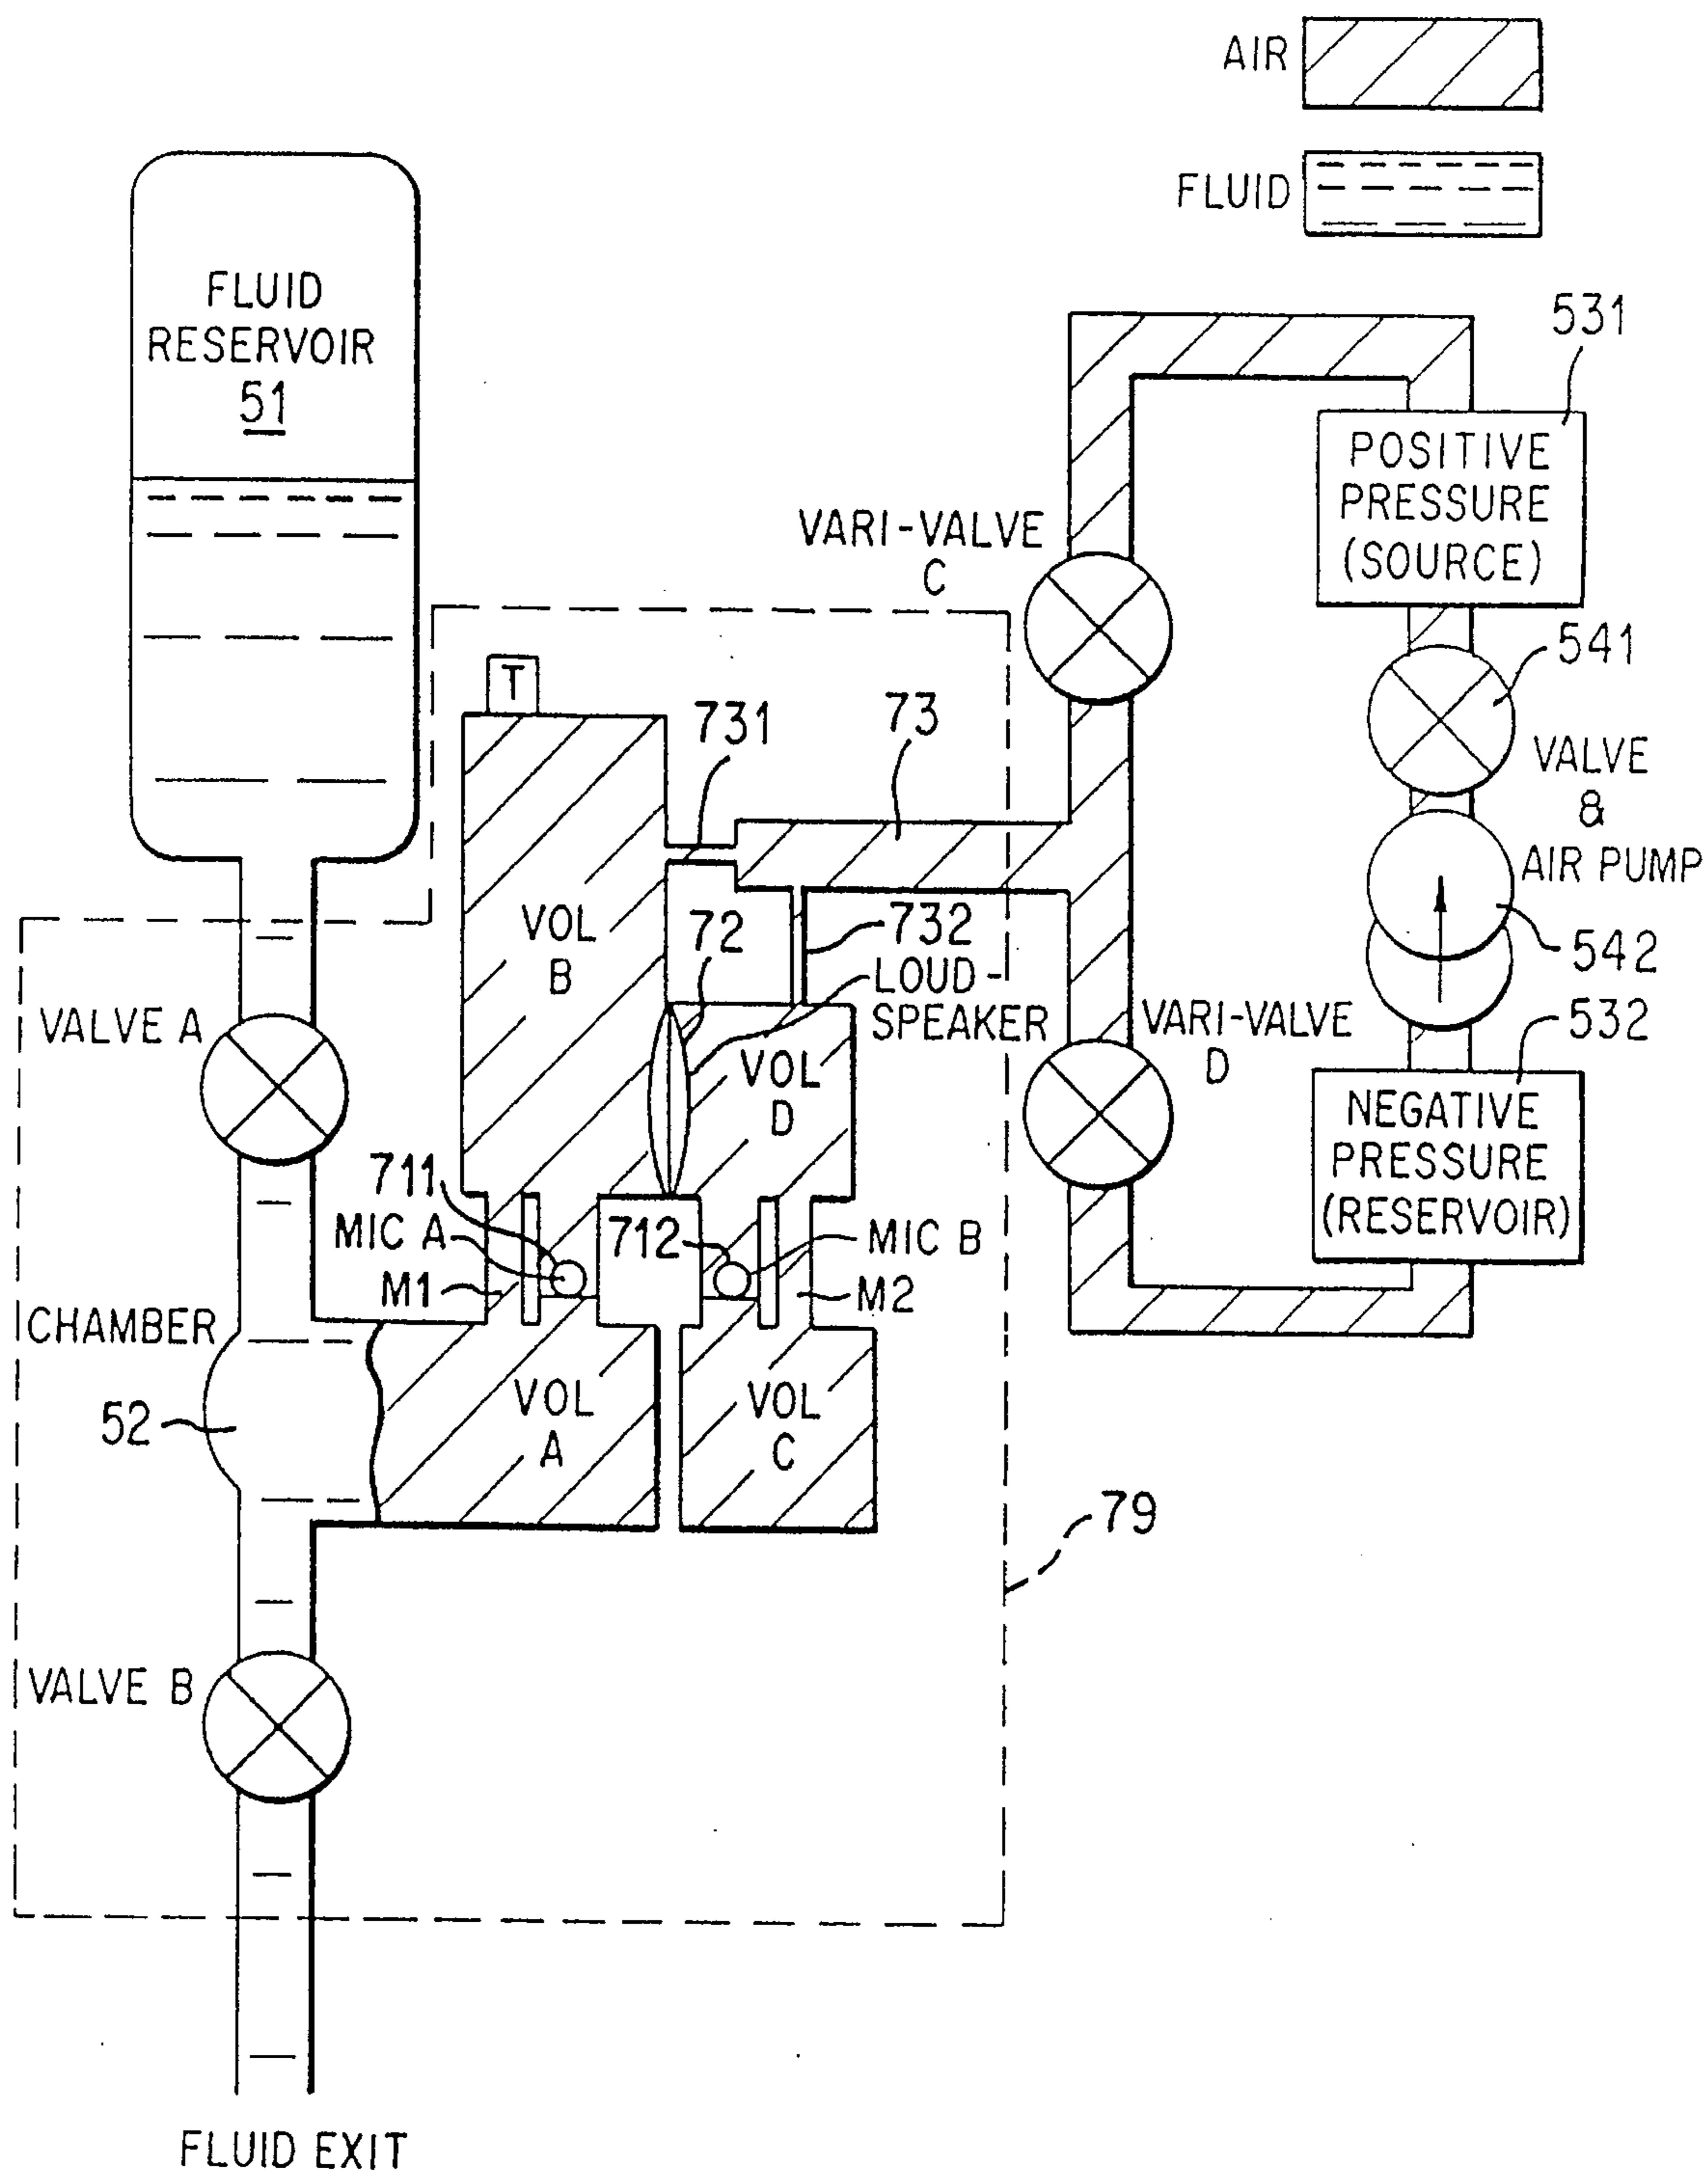 AIR
FLUID
FLUID
RESERVOIR
51
531
POSITIVE
PRESSURE
(SOURCE)
VARI-VALVE
C
541
T
731
73
VALVE
&
AIR PUMP
542
VOL
B
72
732
LOUD-
SPEAKER
VALVE A
VARI-VALVE
D
532
VOL
D
NEGATIVE
PRESSURE
(RESERVOIR)
711
MIC A
712
MIC B
M1
M2
CHAMBER
52
VOL
A
VOL
C
79
VALVE B
FLUID EXIT